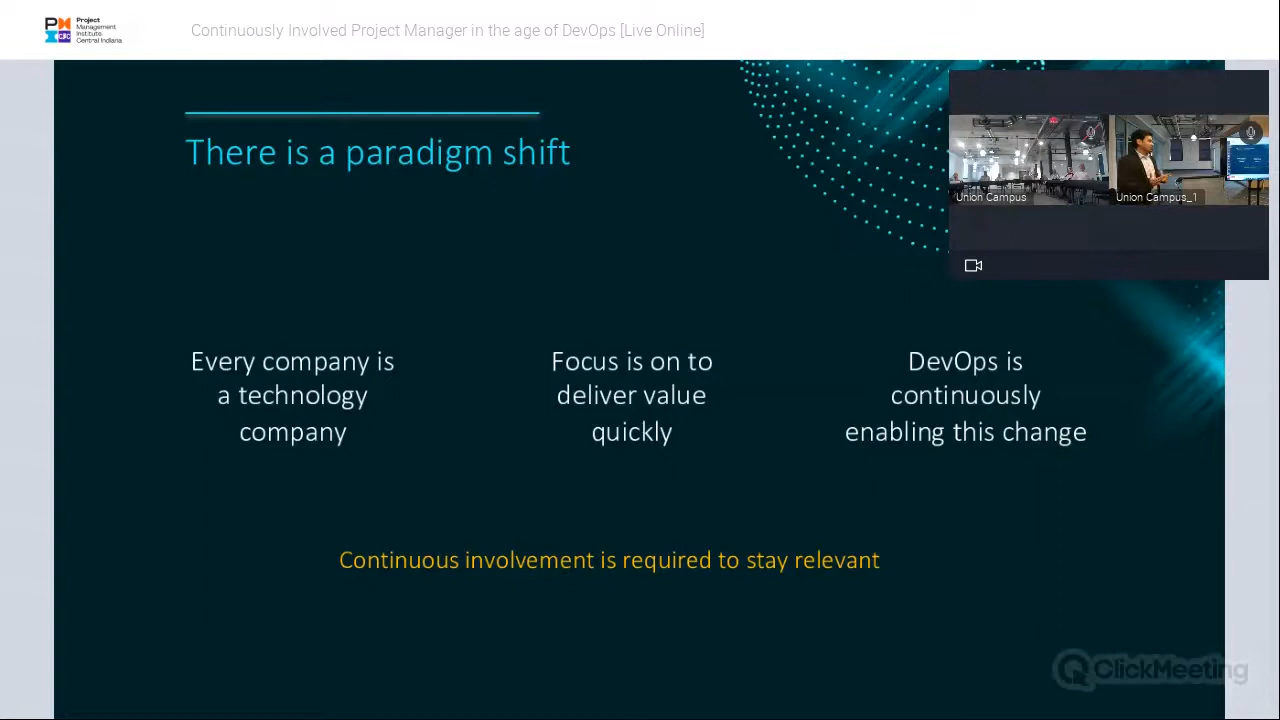 Project
Management
Institute.
Central Indiana
Continuously Involved Project Manager in the age of DevOps [Live Online]
There is a paradigm shift
Union Campus
Union Campus_1
Every company is
a technology
company
Focus is on to
deliver value
quickly
DevOps is
continuously
enabling this change
Continuous involvement is required to stay relevant
ClickMeeting